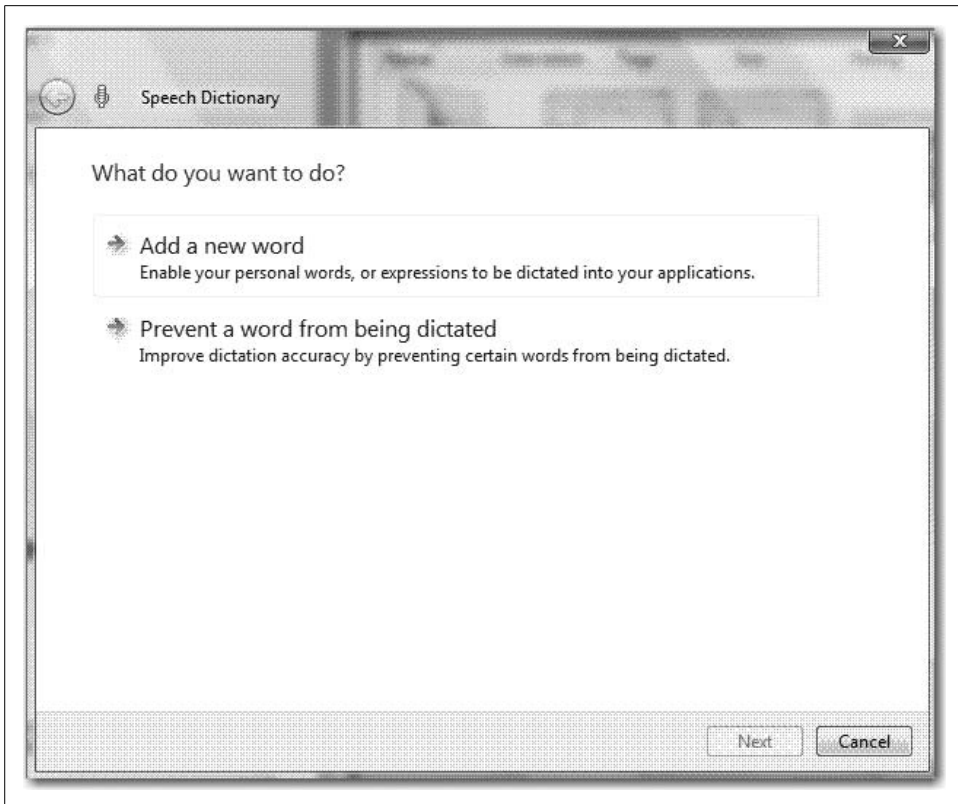 Speech Dictionary
What do you want to do?
Add a new word
Enable your personal words, or expressions to be dictated into your applications.
Prevent a word from being dictated
Improve dictation accuracy by preventing certain words from being dictated.
Next
Cancel